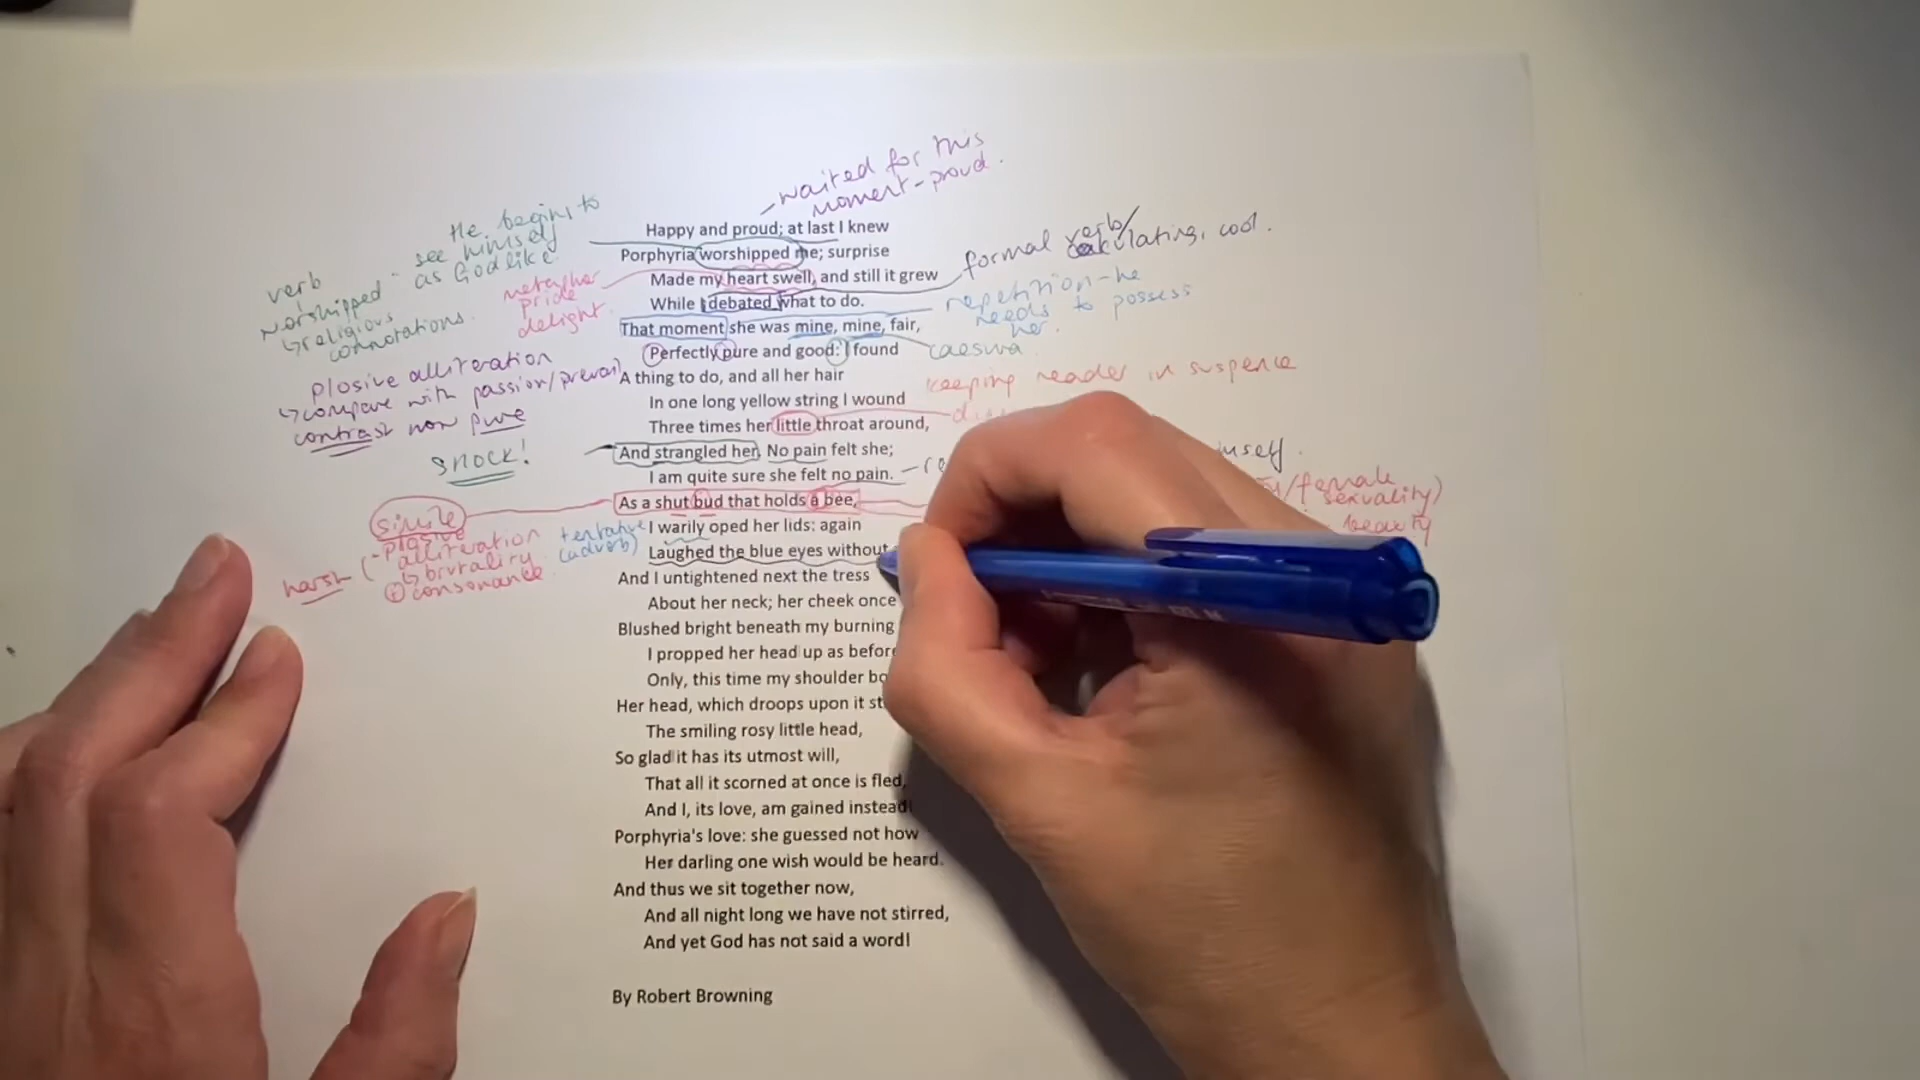 waited for this
moment - proud.
He begins to
see himself
as Godlike
verb
worshipped
↳ religious
connotations.
metaphor
pride
delight.
Happy and proud; at last I knew
Porphyria worshipped me; surprise
Made my heart swell, and still it grew
While I debated what to do.
That moment she was mine, mine, fair,
Perfectly pure and good: I found
A thing to do, and all her hair
In one long yellow string I wound
Three times her little throat around,
And strangled her. No pain felt she;
I am quite sure she felt no pain.
As a shut bud that holds a bee,
I warily oped her lids: again
Laughed the blue eyes without
And I untightened next the tress
About her neck; her cheek once
Blushed bright beneath my burning
I propped her head up as before
Only, this time my shoulder
Her head, which droops upon it
The smiling rosy little head,
So glad it has its utmost will,
That all it scorned at once is fled,
And I, its love, am gained instead!
Porphyria's love: she guessed not how
Her darling one wish would be heard.
And thus we sit together now,
And all night long we have not stirred,
And yet God has not said a word!
By Robert Browning
formal verb/
calculating, cool.
repetition - he
needs to possess
her.
caesura
keeping reader in suspence
/female
sexuality)
beauty
plosive alliteration
↳ compare with passion/prevail
contrast now pure
SHOCK!
simile
- plosive
alliteration
↳ brutality
+ consonance
harsh
tentative
(adverb)